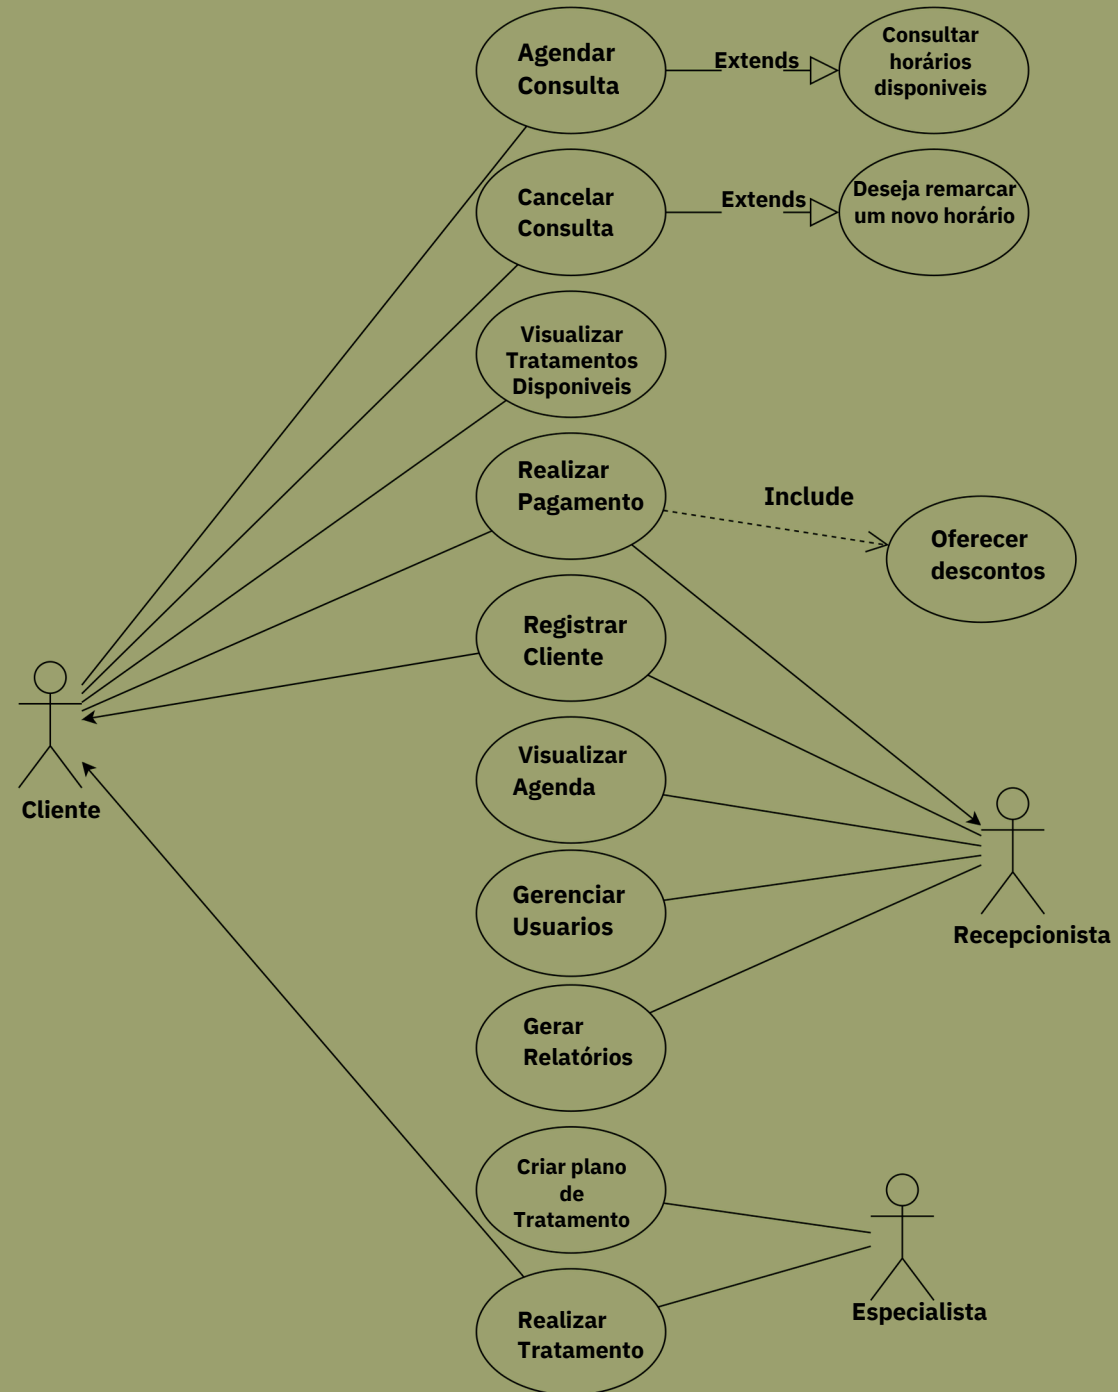 Agendar
Consulta
Extends
Consultar
horários
disponiveis
Cancelar
Consulta
Extends
Deseja remarcar
um novo horário
Visualizar
Tratamentos
Disponiveis
Realizar
Pagamento
Include
Oferecer
descontos
Registrar
Cliente
Visualizar
Agenda
Cliente
Gerenciar
Usuarios
Recepcionista
Gerar
Relatórios
Criar plano
de
Tratamento
Especialista
Realizar
Tratamento